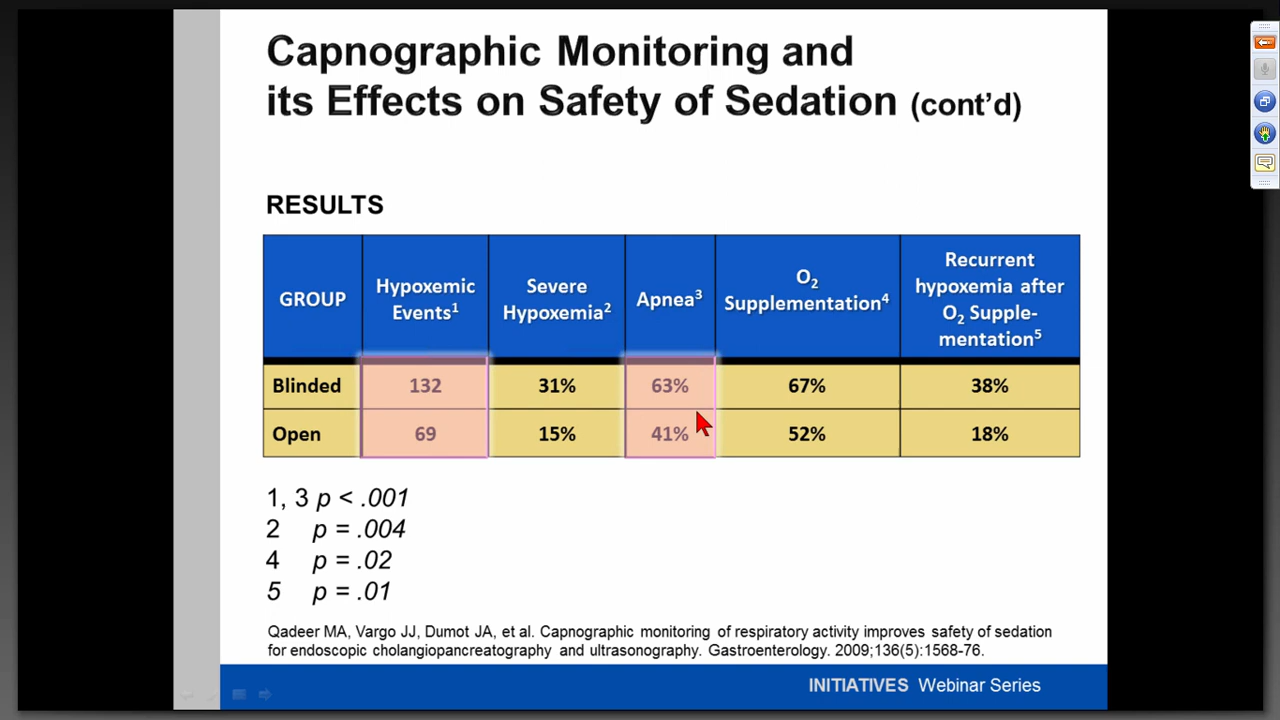 Capnographic Monitoring and
its Effects on Safety of Sedation (cont’d)
RESULTS
GROUP Hypoxemic Events1 Severe Hypoxemia2 Apnea3 O2 Supplementation4 Recurrent hypoxemia after O2 Supple-mentation5
Blinded 132 31% 63% 67% 38%
Open 69 15% 41% 52% 18%
1, 3 p < .001
2 p = .004
4 p = .02
5 p = .01
Qadeer MA, Vargo JJ, Dumot JA, et al. Capnographic monitoring of respiratory activity improves safety of sedation
for endoscopic cholangiopancreatography and ultrasonography. Gastroenterology. 2009;136(5):1568-76.
INITIATIVES Webinar Series